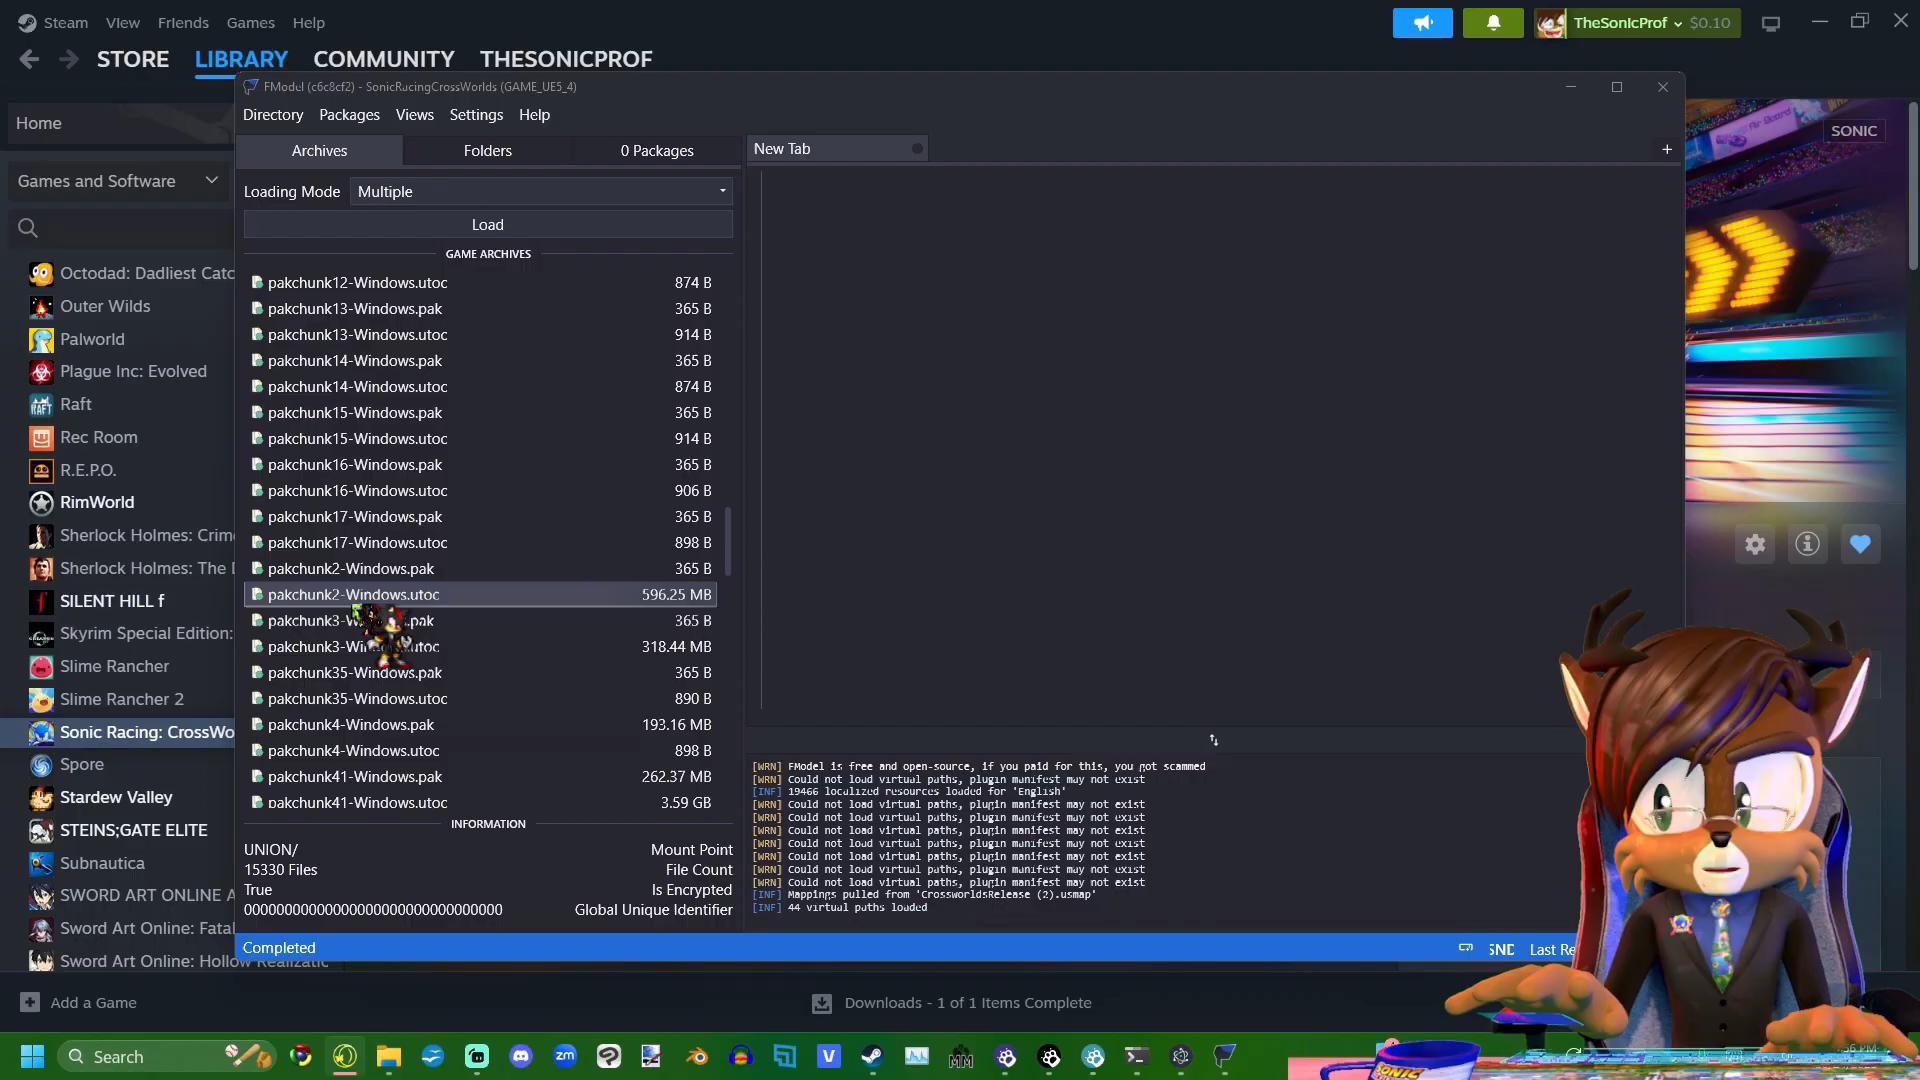 Steam View Friends Games Help
TheSonicProf $0.10
STORE LIBRARY COMMUNITY THESONICPROF
FModel (c6c8cf2) - SonicRacingCrossWorlds (GAME_UE5_4)
Directory Packages Views Settings Help
Home
SONIC
Archives Folders 0 Packages
New Tab
Games and Software
Loading Mode Multiple
Load
GAME ARCHIVES
Octodad: Dadliest Catc
Outer Wilds
Palworld
Plague Inc: Evolved
Raft
Rec Room
R.E.P.O.
RimWorld
Sherlock Holmes: Crim
Sherlock Holmes: The D
SILENT HILL f
Skyrim Special Edition:
Slime Rancher
Slime Rancher 2
Sonic Racing: CrossWo
Spore
Stardew Valley
STEINS;GATE ELITE
Subnautica
SWORD ART ONLINE A
Sword Art Online: Fatal
Sword Art Online: Hollow Realizatic
pakchunk12-Windows.utoc 874 B
pakchunk13-Windows.pak 365 B
pakchunk13-Windows.utoc 914 B
pakchunk14-Windows.pak 365 B
pakchunk14-Windows.utoc 874 B
pakchunk15-Windows.pak 365 B
pakchunk15-Windows.utoc 914 B
pakchunk16-Windows.pak 365 B
pakchunk16-Windows.utoc 906 B
pakchunk17-Windows.pak 365 B
pakchunk17-Windows.utoc 898 B
pakchunk2-Windows.pak 365 B
pakchunk2-Windows.utoc 596.25 MB
pakchunk3-W .pak 365 B
pakchunk3-Win utoc 318.44 MB
pakchunk35-Windows.pak 365 B
pakchunk35-Windows.utoc 890 B
pakchunk4-Windows.pak 193.16 MB
pakchunk4-Windows.utoc 898 B
pakchunk41-Windows.pak 262.37 MB
pakchunk41-Windows.utoc 3.59 GB
INFORMATION
UNION/ Mount Point
15330 Files File Count
True Is Encrypted
00000000000000000000000000000000 Global Unique Identifier
[WRN] FModel is free and open-source, if you paid for this, you got scammed
[WRN] Could not load virtual paths, plugin manifest may not exist
[INF] 19466 localized resources loaded for 'English'
[WRN] Could not load virtual paths, plugin manifest may not exist
[WRN] Could not load virtual paths, plugin manifest may not exist
[WRN] Could not load virtual paths, plugin manifest may not exist
[WRN] Could not load virtual paths, plugin manifest may not exist
[WRN] Could not load virtual paths, plugin manifest may not exist
[WRN] Could not load virtual paths, plugin manifest may not exist
[WRN] Could not load virtual paths, plugin manifest may not exist
[INF] Mappings pulled from 'CrossworldsRelease (2).usmap'
[INF] 44 virtual paths loaded
Completed
SND Last Re
Add a Game
Downloads - 1 of 1 Items Complete
Search
zm
V
MM
SONIC